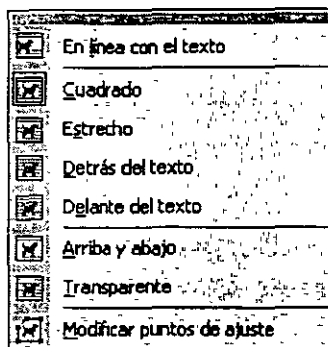 En línea con el texto
Cuadrado
Estrecho
Detrás del texto
Delante del texto
Arriba y abajo
Transparente
Modificar puntos de ajuste